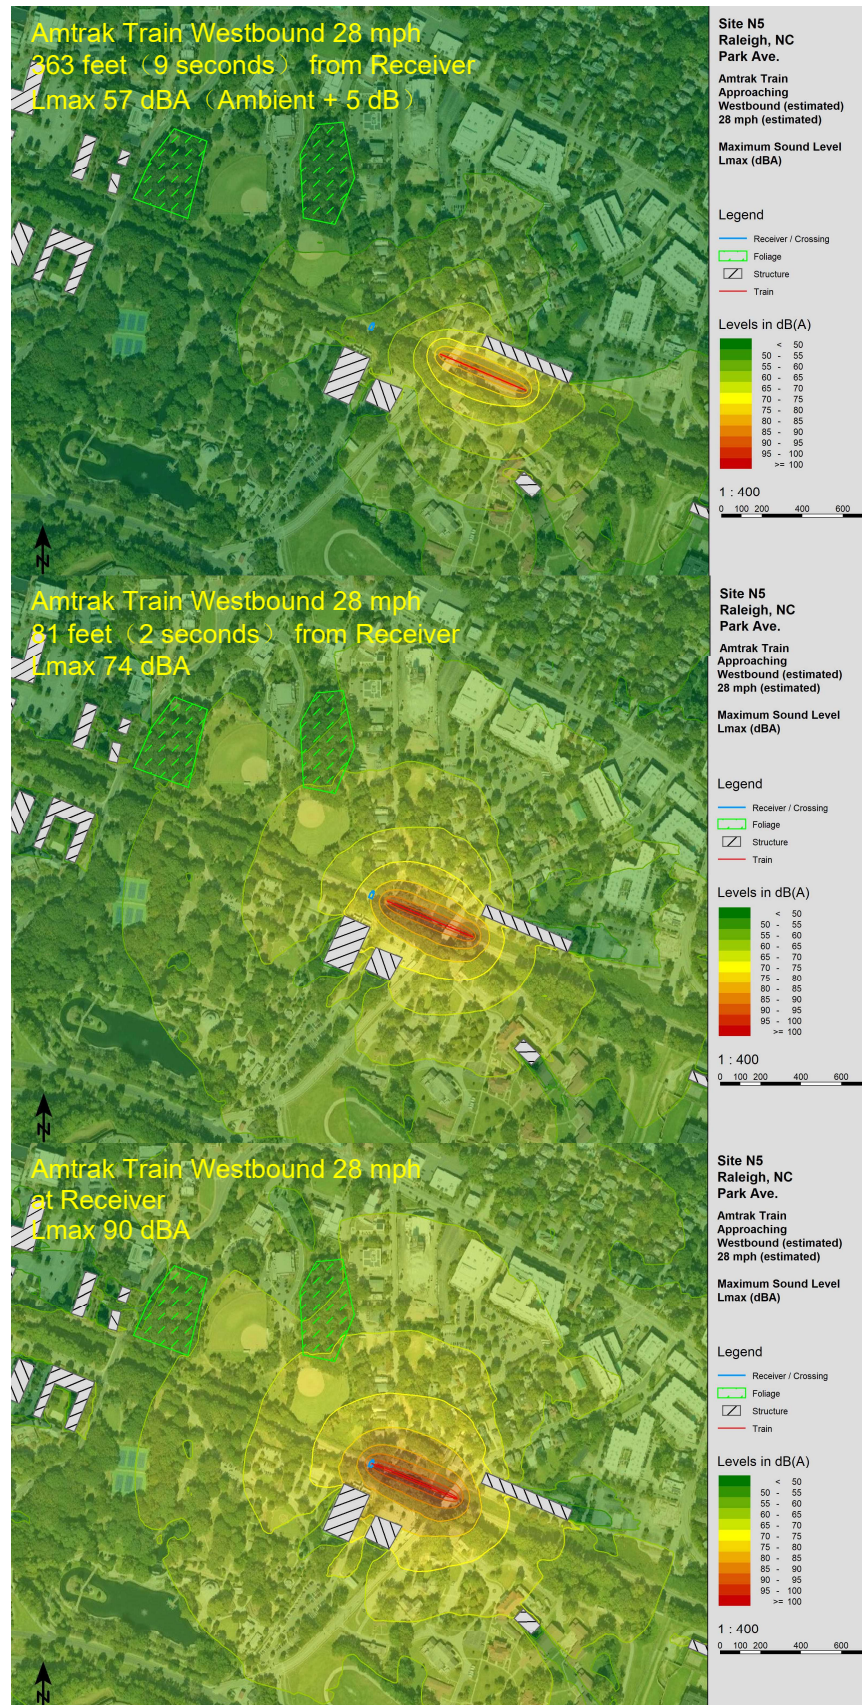 Amtrak Train Westbound 28 mph
363 feet（9 seconds） from Receiver
Lmax 57 dBA（Ambient + 5 dB）
Site N5
Raleigh, NC
Park Ave.
Amtrak Train
Approaching
Westbound (estimated)
28 mph (estimated)
Maximum Sound Level
Lmax (dBA)
Legend
Receiver / Crossing
Foliage
Structure
Train
Levels in dB(A)
< 50
50 - 55
55 - 60
60 - 65
65 - 70
70 - 75
75 - 80
80 - 85
85 - 90
90 - 95
95 - 100
>= 100
1 : 400
0 100 200 400 600
N
Amtrak Train Westbound 28 mph
81 feet（2 seconds） from Receiver
Lmax 74 dBA
Site N5
Raleigh, NC
Park Ave.
Amtrak Train
Approaching
Westbound (estimated)
28 mph (estimated)
Maximum Sound Level
Lmax (dBA)
Legend
Receiver / Crossing
Foliage
Structure
Train
Levels in dB(A)
< 50
50 - 55
55 - 60
60 - 65
65 - 70
70 - 75
75 - 80
80 - 85
85 - 90
90 - 95
95 - 100
>= 100
1 : 400
0 100 200 400 600
N
Amtrak Train Westbound 28 mph
at Receiver
Lmax 90 dBA
Site N5
Raleigh, NC
Park Ave.
Amtrak Train
Approaching
Westbound (estimated)
28 mph (estimated)
Maximum Sound Level
Lmax (dBA)
Legend
Receiver / Crossing
Foliage
Structure
Train
Levels in dB(A)
< 50
50 - 55
55 - 60
60 - 65
65 - 70
70 - 75
75 - 80
80 - 85
85 - 90
90 - 95
95 - 100
>= 100
1 : 400
0 100 200 400 600
N